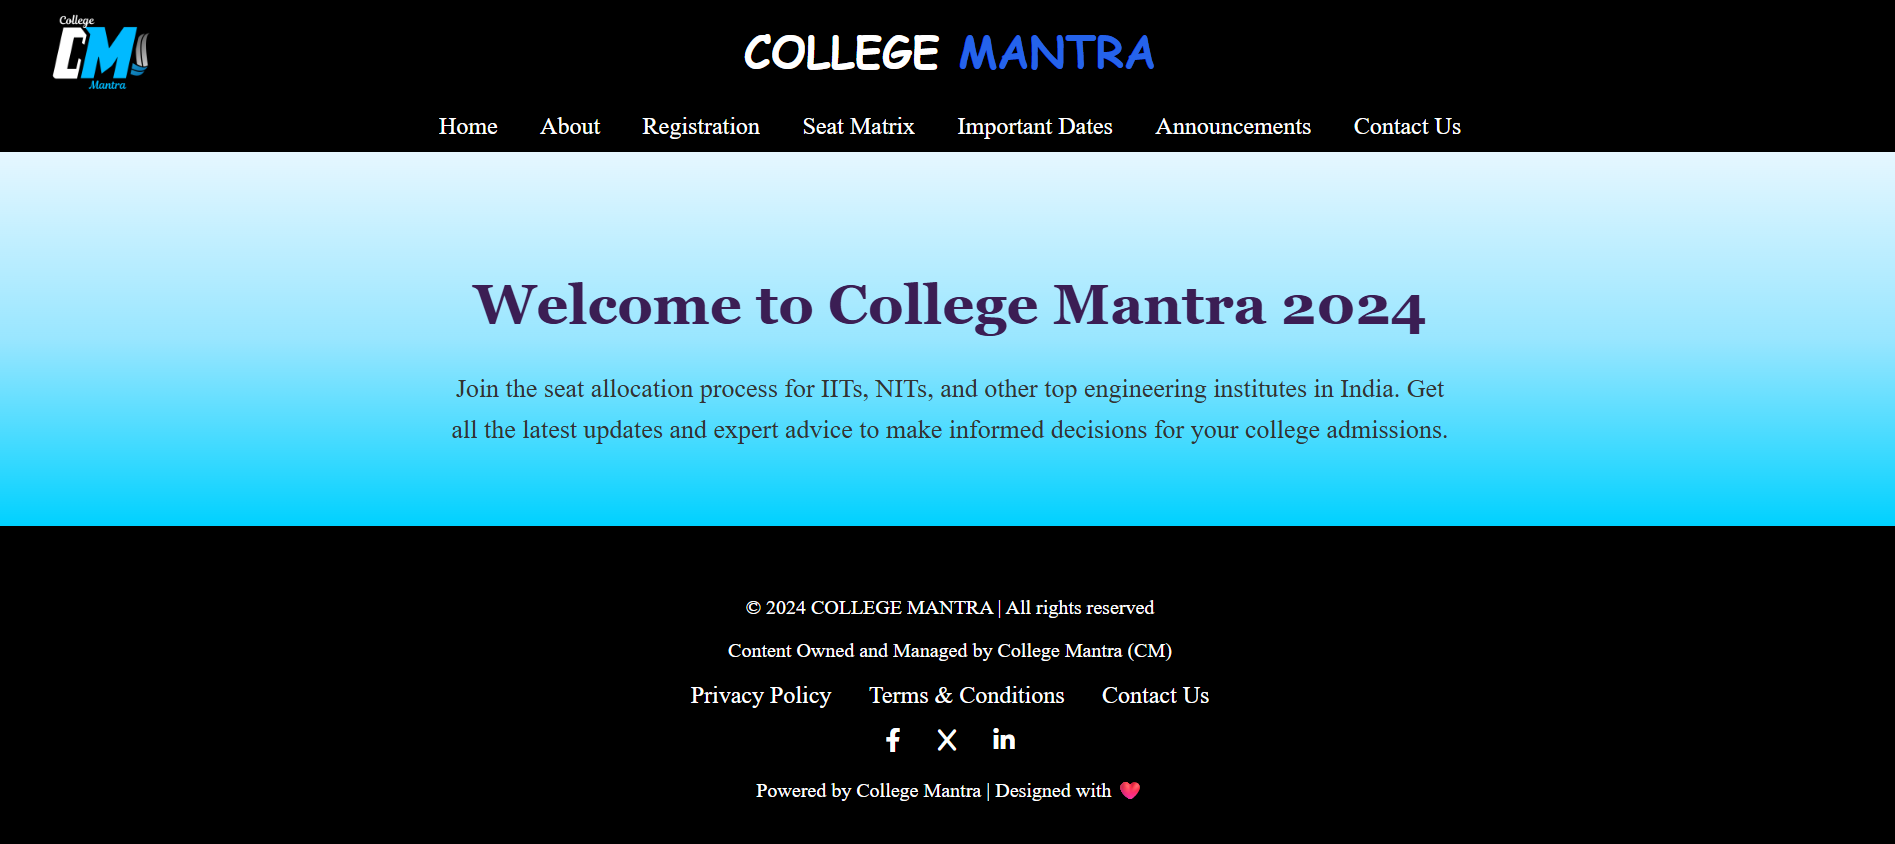 College
CM
Mantra
COLLEGE MANTRA
Home About Registration Seat Matrix Important Dates Announcements Contact Us
Welcome to College Mantra 2024
Join the seat allocation process for IITs, NITs, and other top engineering institutes in India. Get
all the latest updates and expert advice to make informed decisions for your college admissions.
© 2024 COLLEGE MANTRA | All rights reserved
Content Owned and Managed by College Mantra (CM)
Privacy Policy Terms & Conditions Contact Us
Powered by College Mantra | Designed with